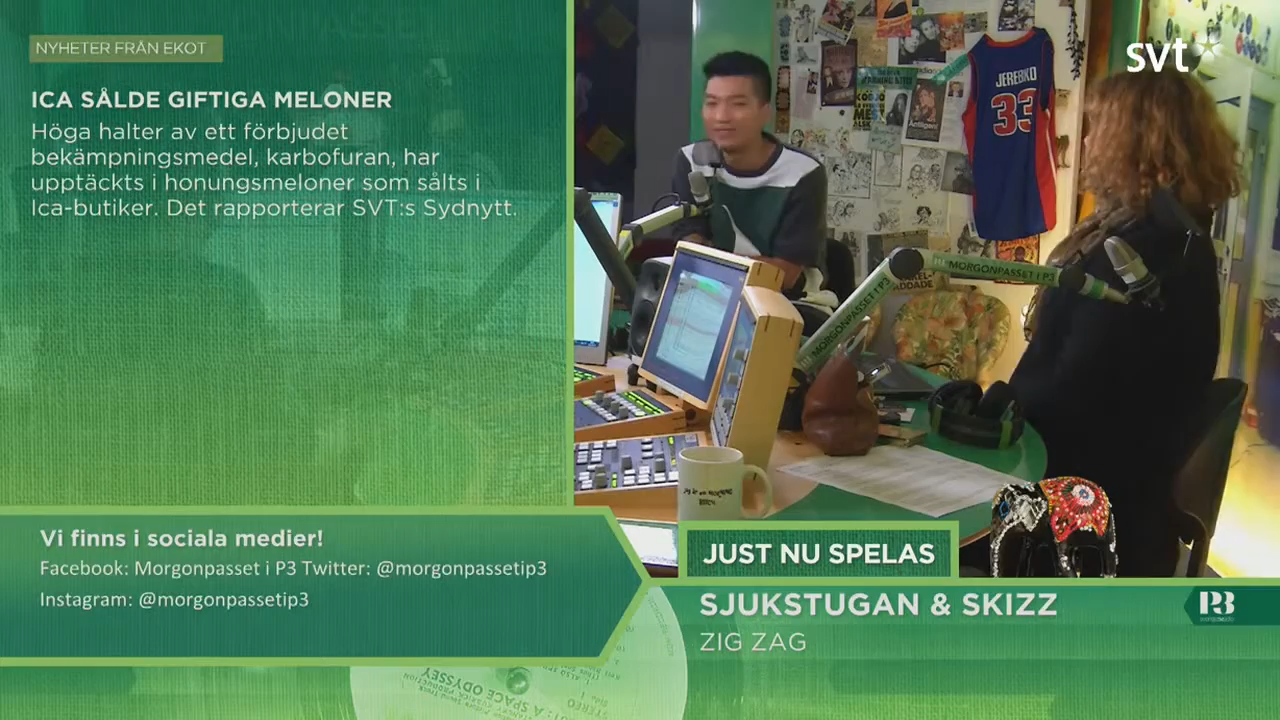 NYHETER FRÅN EKOT
ICA SÅLDE GIFTIGA MELONER
Höga halter av ett förbjudet
bekämpningsmedel, karbofuran, har
upptäckts i honungsmeloner som sålts i
Ica-butiker. Det rapporterar SVT:s Sydnytt.
svt
JEREBKO
33
MORGONPASSET I P3
MORGONPASSET I P3
Vi finns i sociala medier!
Facebook: Morgonpasset i P3 Twitter: @morgonpassetip3
Instagram: @morgonpassetip3
JUST NU SPELAS
SJUKSTUGAN & SKIZZ
ZIG ZAG
P3
A SPACE ODYSSEY
STEREO